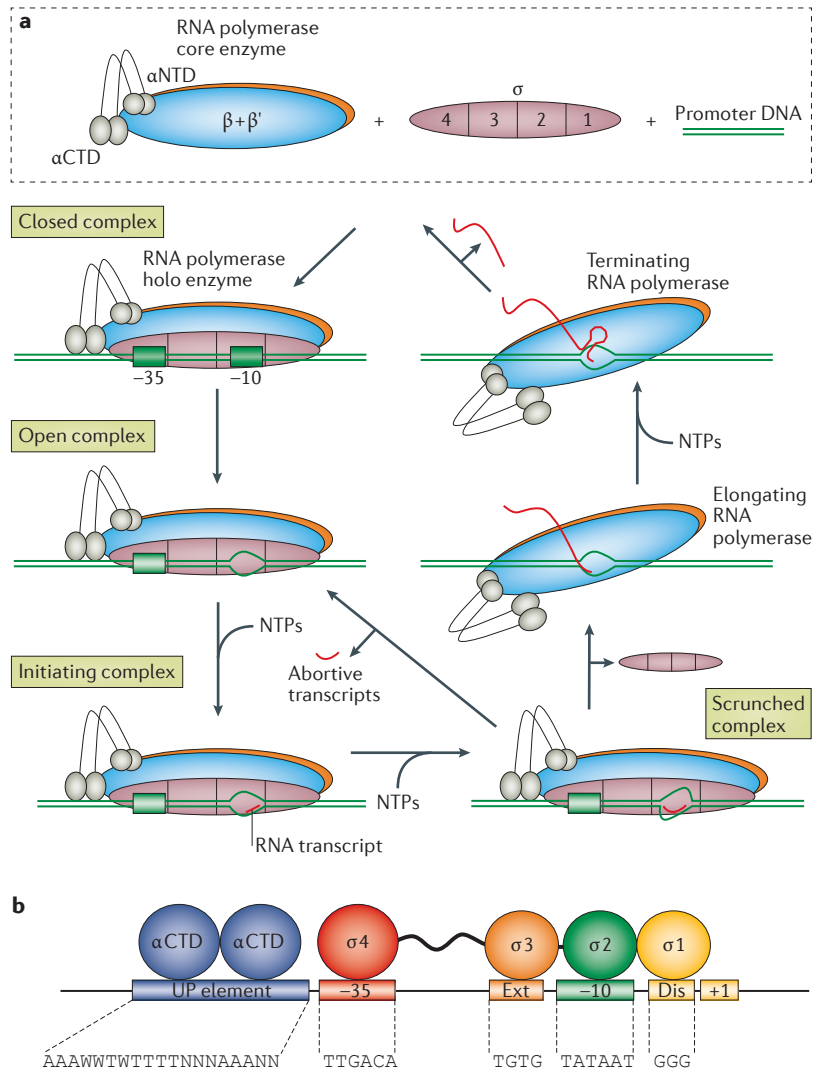 a
RNA polymerase
core enzyme
αNTD
αCTD
β+β'
+
σ
4 3 2 1
+
Promoter DNA
Closed complex
RNA polymerase
holo enzyme
−35
−10
Terminating
RNA polymerase
NTPs
Open complex
Elongating
RNA
polymerase
NTPs
Abortive
transcripts
Initiating complex
Scrunched
complex
NTPs
RNA transcript
b
αCTD αCTD σ4 σ3 σ2 σ1
UP element −35 Ext −10 Dis +1
AAAWWTWTTTTNNNAAANN TTGACA TGTG TATAAT GGG